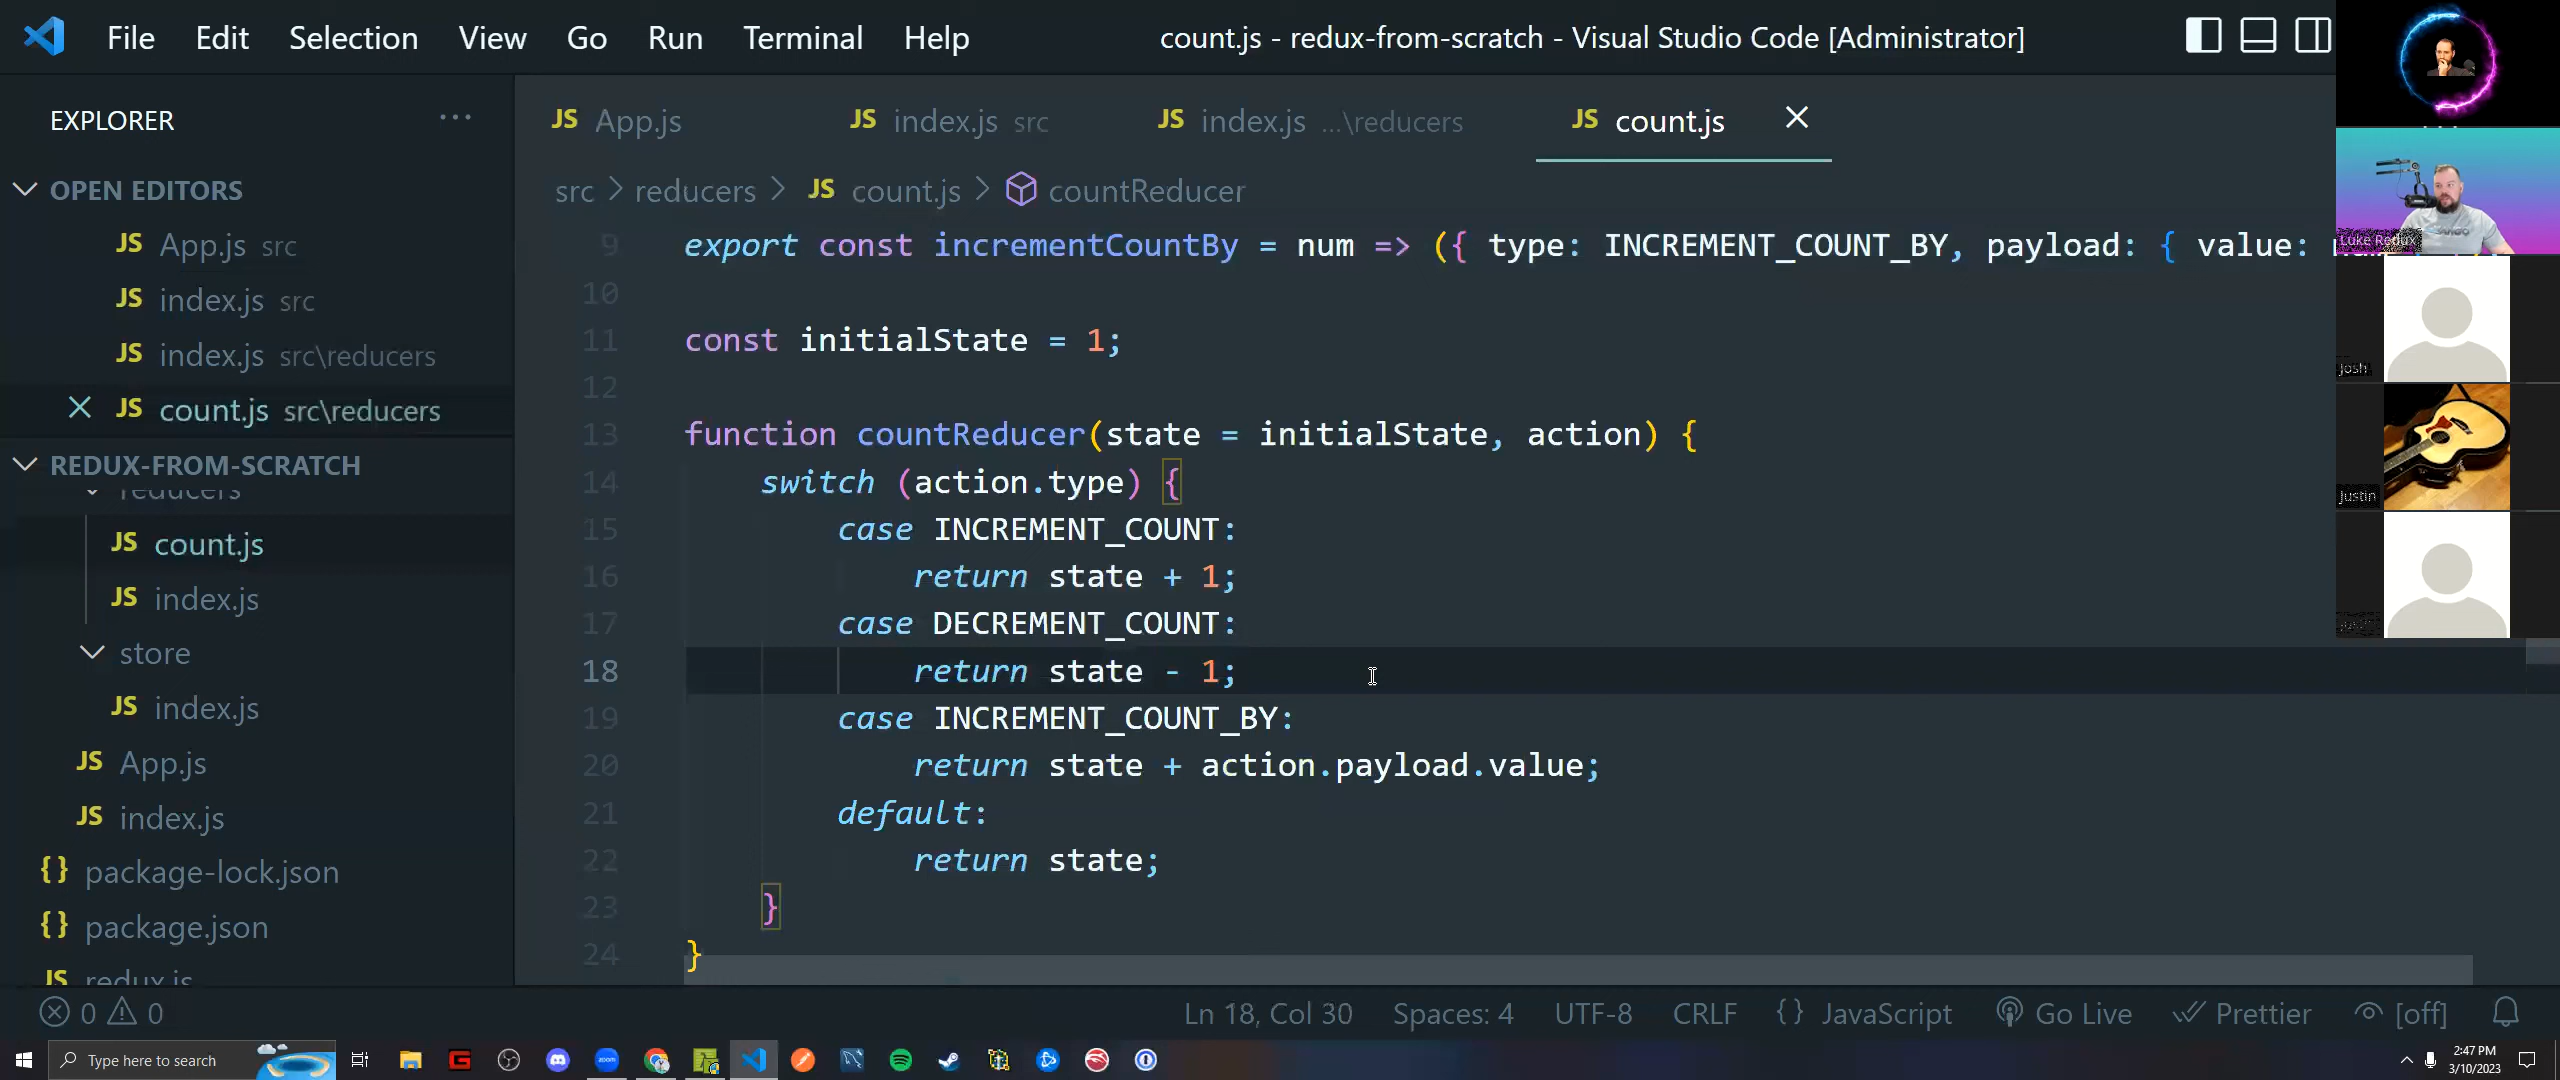 File Edit Selection View Go Run Terminal Help count.js - redux-from-scratch - Visual Studio Code [Administrator]
EXPLORER ...
OPEN EDITORS
JS App.js src
JS index.js src
JS index.js src\reducers
JS count.js src\reducers
REDUX-FROM-SCRATCH
reducers
JS count.js
JS index.js
store
JS index.js
JS App.js
JS index.js
{} package-lock.json
{} package.json
JS redux.js
JS App.js JS index.js src JS index.js ...\reducers JS count.js
src > reducers > JS count.js > countReducer
9 export const incrementCountBy = num => ({ type: INCREMENT_COUNT_BY, payload: { value:
10
11 const initialState = 1;
12
13 function countReducer(state = initialState, action) {
14 switch (action.type) {
15 case INCREMENT_COUNT:
16 return state + 1;
17 case DECREMENT_COUNT:
18 return state - 1;
19 case INCREMENT_COUNT_BY:
20 return state + action.payload.value;
21 default:
22 return state;
23 }
24 }
Luke Redux
Josh
Justin
0 0 Ln 18, Col 30 Spaces: 4 UTF-8 CRLF {} JavaScript Go Live Prettier [off]
Type here to search
zoom
2:47 PM
3/10/2023